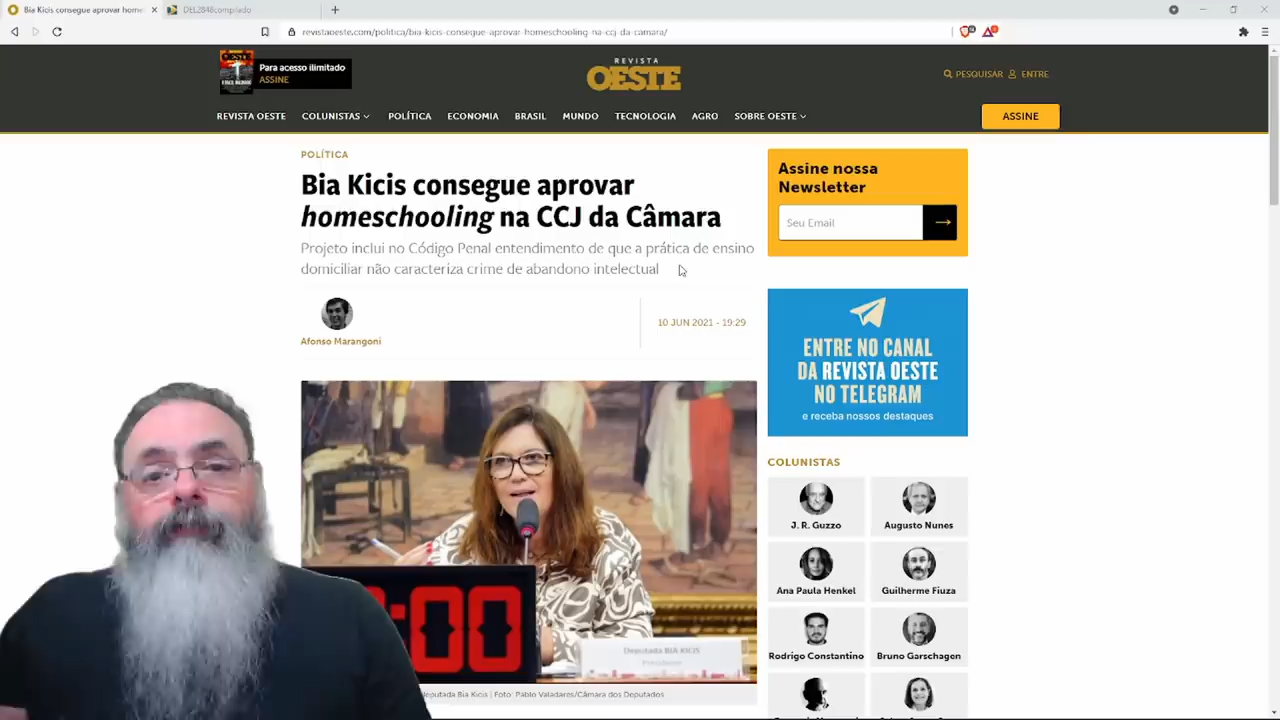 Bia Kicis consegue aprovar home
DEL2848compilado
revistaoeste.com/politica/bia-kicis-consegue-aprovar-homeschooling-na-ccj-da-camara/
Para acesso ilimitado
ASSINE
REVISTA
OESTE
PESQUISAR
ENTRE
REVISTA OESTE
COLUNISTAS
POLÍTICA
ECONOMIA
BRASIL
MUNDO
TECNOLOGIA
AGRO
SOBRE OESTE
ASSINE
POLÍTICA
Bia Kicis consegue aprovar
homeschooling na CCJ da Câmara
Projeto inclui no Código Penal entendimento de que a prática de ensino
domiciliar não caracteriza crime de abandono intelectual
Afonso Marangoni
10 JUN 2021 - 19:29
:00
Deputada BIA KICIS
Presidente
deputada Bia Kicis | Foto: Pablo Valadares/Câmara dos Deputados
Assine nossa
Newsletter
Seu Email
ENTRE NO CANAL
DA REVISTA OESTE
NO TELEGRAM
e receba nossos destaques
COLUNISTAS
J. R. Guzzo
Augusto Nunes
Ana Paula Henkel
Guilherme Fiuza
Rodrigo Constantino
Bruno Garschagen